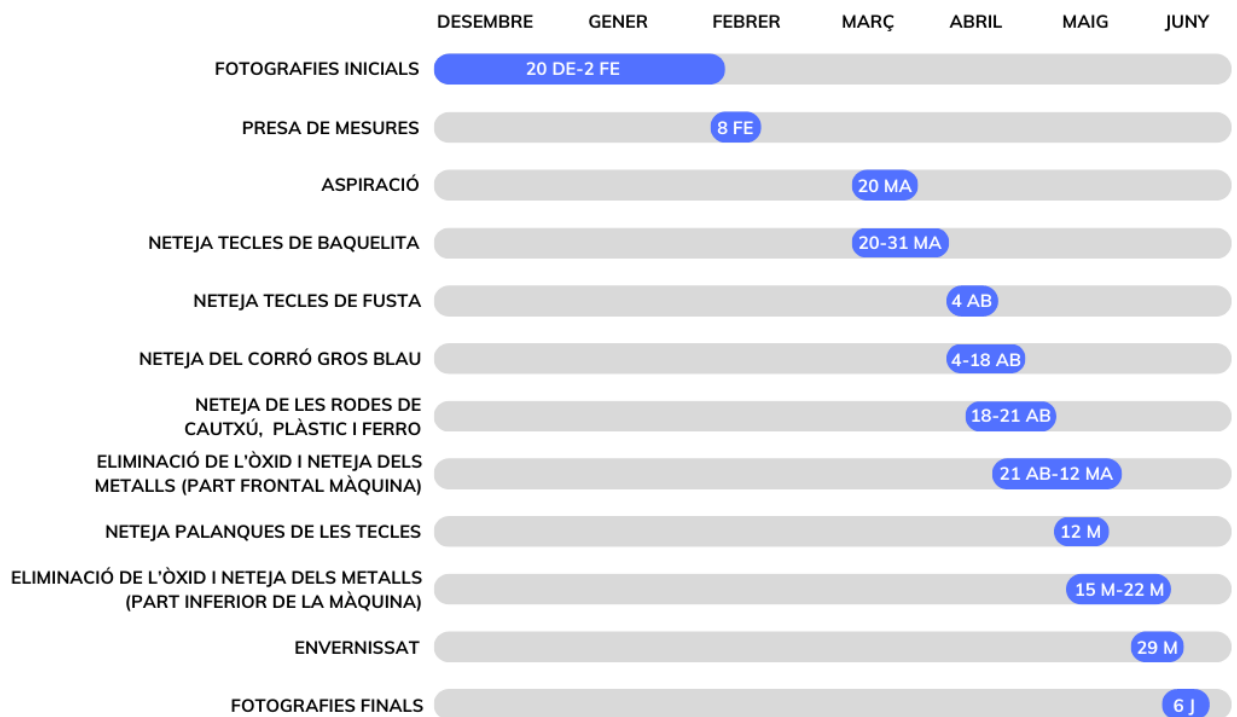 DESEMBRE GENER FEBRER MARÇ ABRIL MAIG JUNY
FOTOGRAFIES INICIALS 20 DE-2 FE
PRESA DE MESURES 8 FE
ASPIRACIÓ 20 MA
NETEJA TECLES DE BAQUELITA 20-31 MA
NETEJA TECLES DE FUSTA 4 AB
NETEJA DEL CORRÓ GROS BLAU 4-18 AB
NETEJA DE LES RODES DE
CAUTXÚ, PLÀSTIC I FERRO 18-21 AB
ELIMINACIÓ DE L'ÒXID I NETEJA DELS
METALLS (PART FRONTAL MÀQUINA) 21 AB-12 MA
NETEJA PALANQUES DE LES TECLES 12 M
ELIMINACIÓ DE L'ÒXID I NETEJA DELS METALLS
(PART INFERIOR DE LA MÀQUINA) 15 M-22 M
ENVERNISSAT 29 M
FOTOGRAFIES FINALS 6 J